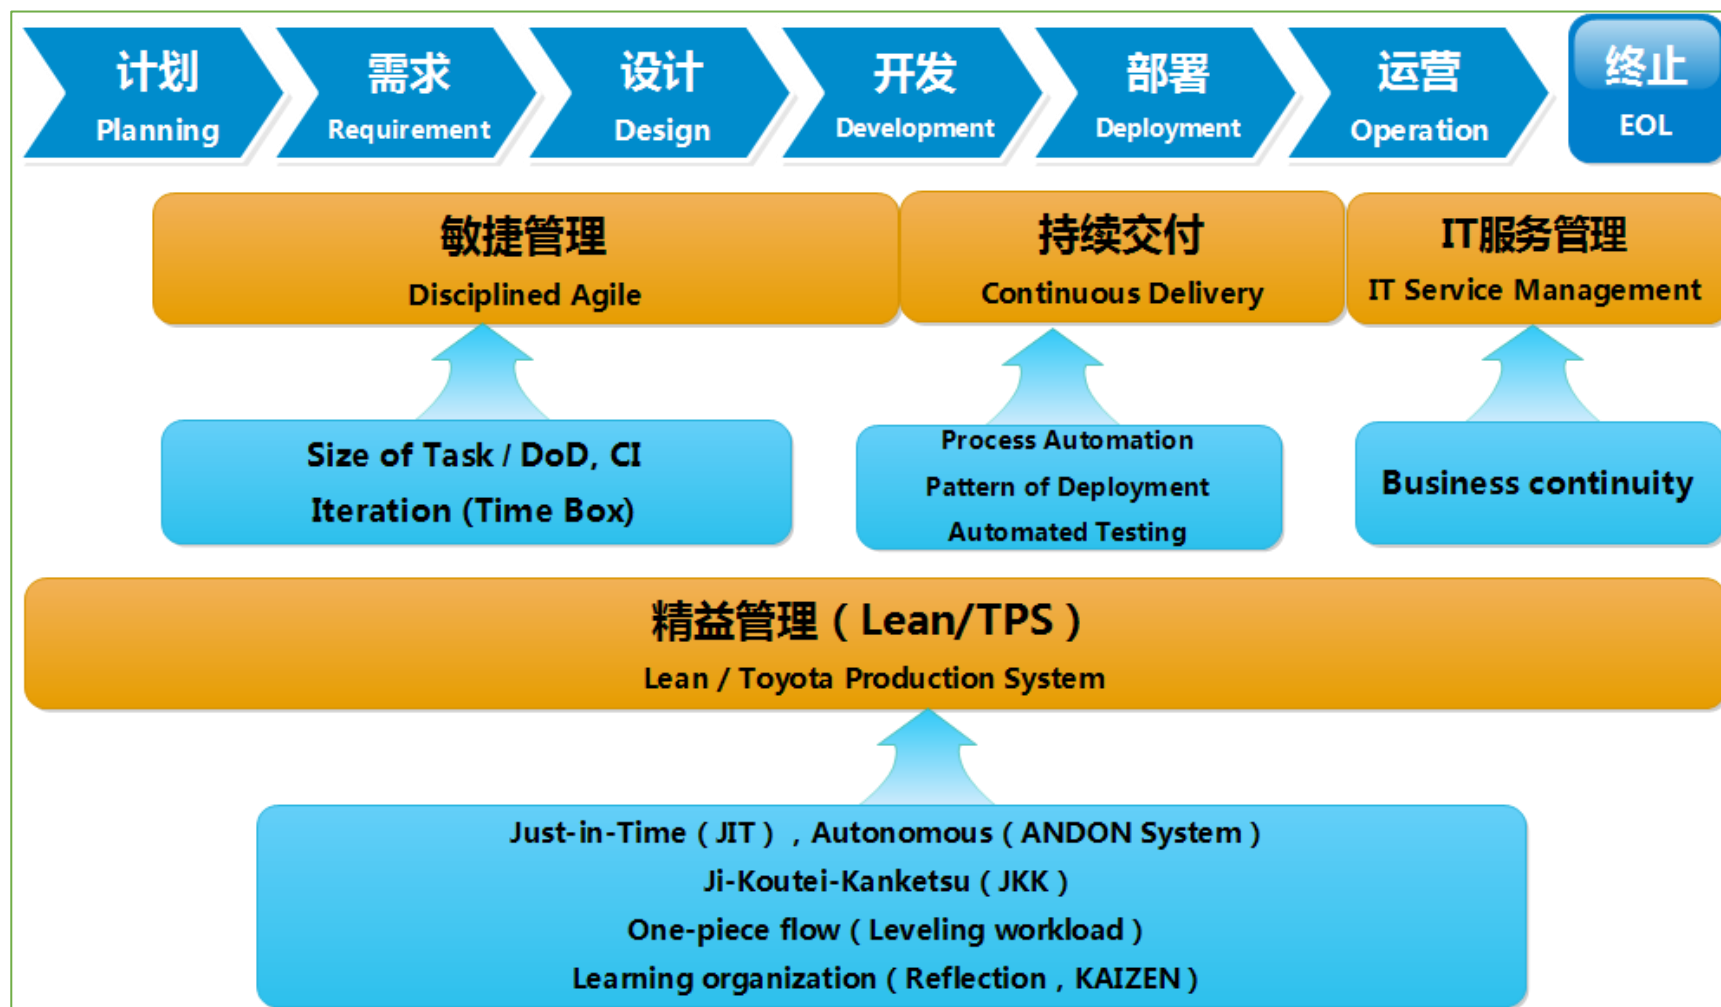 计划
Planning
需求
Requirement
设计
Design
开发
Development
部署
Deployment
运营
Operation
终止
EOL
敏捷管理
Disciplined Agile
持续交付
Continuous Delivery
IT服务管理
IT Service Management
Size of Task / DoD, CI
Iteration (Time Box)
Process Automation
Pattern of Deployment
Automated Testing
Business continuity
精益管理（Lean/TPS）
Lean / Toyota Production System
Just-in-Time（JIT），Autonomous（ANDON System）
Ji-Koutei-Kanketsu（JKK）
One-piece flow（Leveling workload）
Learning organization（Reflection，KAIZEN）